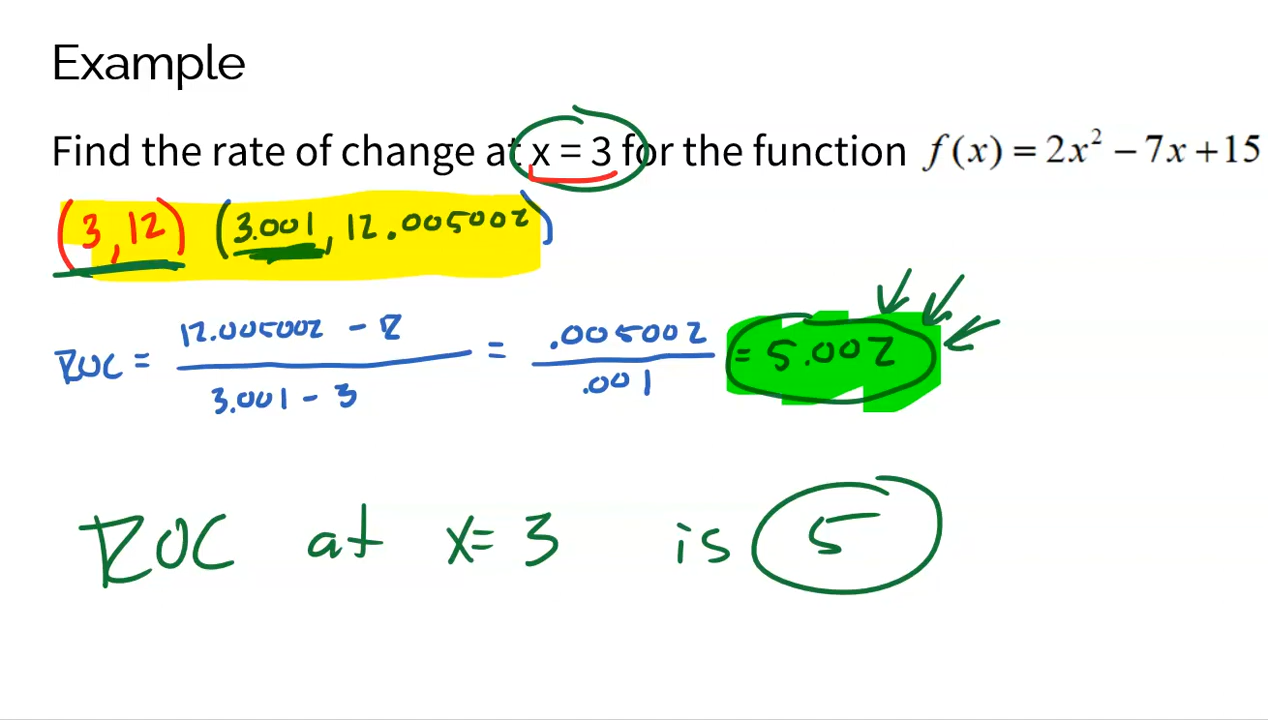 Example
Find the rate of change at x = 3 for the function f(x) = 2x² − 7x + 15
(3, 12) (3.001, 12.005002)
ROC = 12.005002 - 12 / 3.001 - 3 = .005002 / .001 = 5.002
ROC at x = 3 is 5